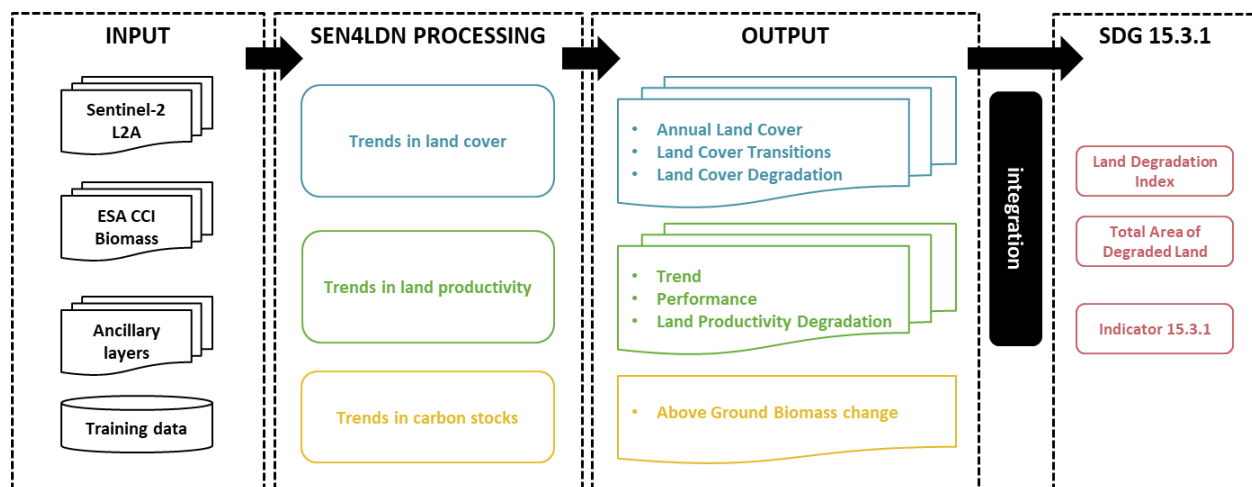 INPUT
Sentinel-2
L2A
ESA CCI
Biomass
Ancillary
layers
Training data
SEN4LDN PROCESSING
Trends in land cover
Trends in land productivity
Trends in carbon stocks
OUTPUT
• Annual Land Cover
• Land Cover Transitions
• Land Cover Degradation
• Trend
• Performance
• Land Productivity Degradation
• Above Ground Biomass change
integration
SDG 15.3.1
Land Degradation
Index
Total Area of
Degraded Land
Indicator 15.3.1